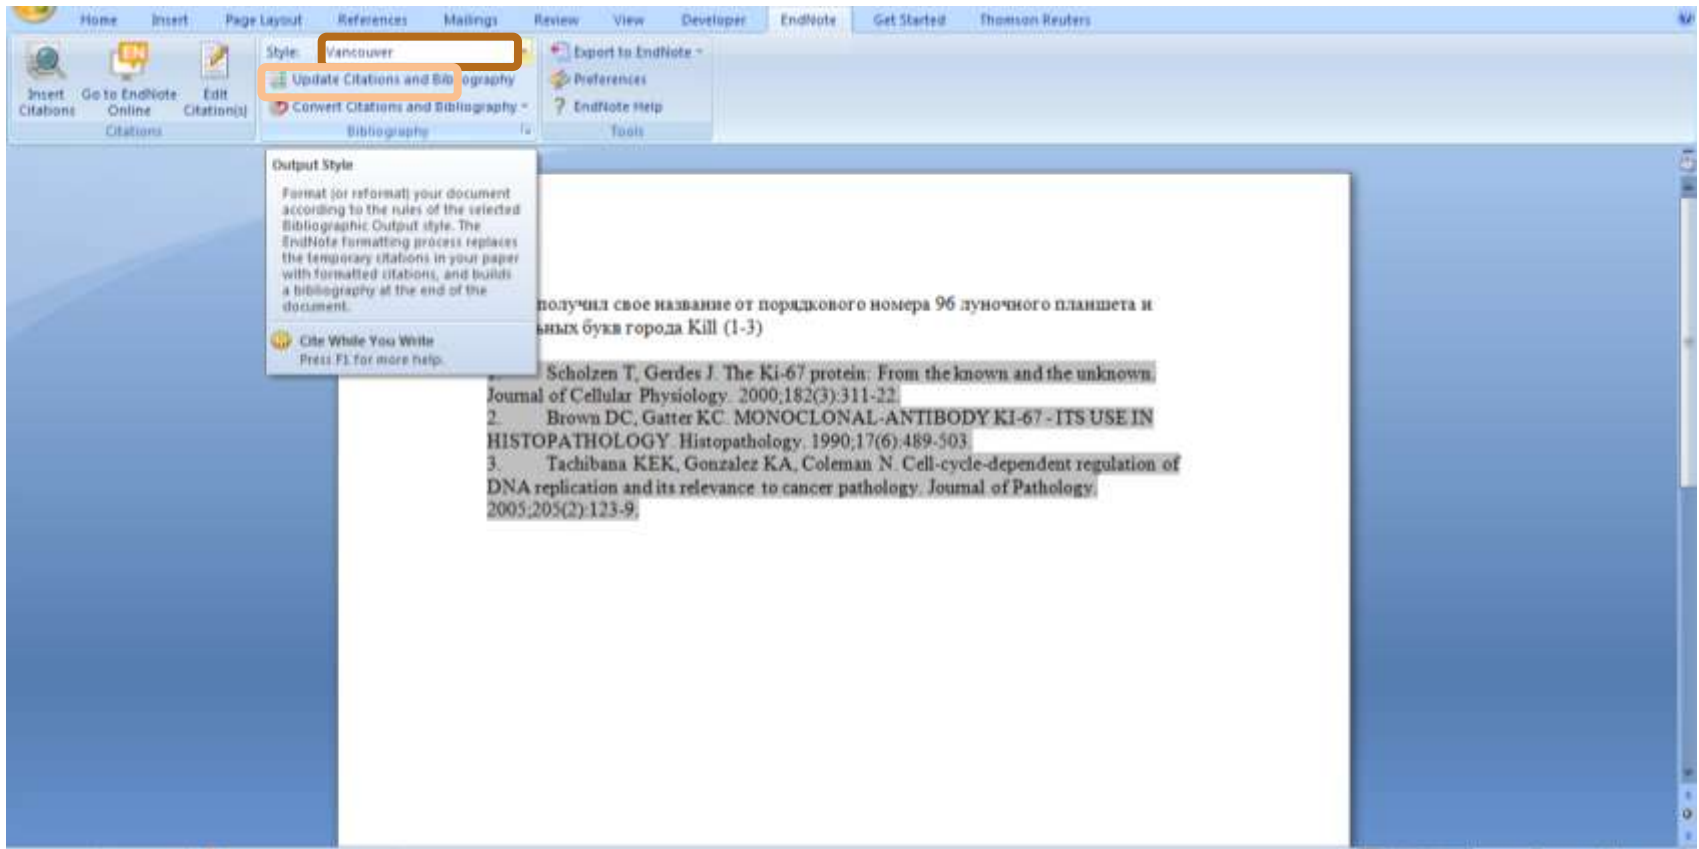 Home Insert Page Layout References Mailings Review View Developer EndNote Get Started Thomson Reuters
Insert Citations
Go to EndNote Online
Edit Citation(s)
Citations
Style: Vancouver
Update Citations and Bibliography
Convert Citations and Bibliography
Bibliography
Export to EndNote
Preferences
? EndNote Help
Tools
Output Style
Format (or reformat) your document
according to the rules of the selected
Bibliographic Output style. The
EndNote formatting process replaces
the temporary citations in your paper
with formatted citations, and builds
a bibliography at the end of the
document.
Cite While You Write
Press F1 for more help.
получил свое название от порядкового номера 96 луночного планшета и
ьных букв города Kill (1-3)
Scholzen T, Gerdes J. The Ki-67 protein: From the known and the unknown.
Journal of Cellular Physiology. 2000;182(3):311-22.
2. Brown DC, Gatter KC. MONOCLONAL-ANTIBODY KI-67 - ITS USE IN
HISTOPATHOLOGY. Histopathology. 1990;17(6):489-503.
3. Tachibana KEK, Gonzalez KA, Coleman N. Cell-cycle-dependent regulation of
DNA replication and its relevance to cancer pathology. Journal of Pathology.
2005;205(2):123-9.